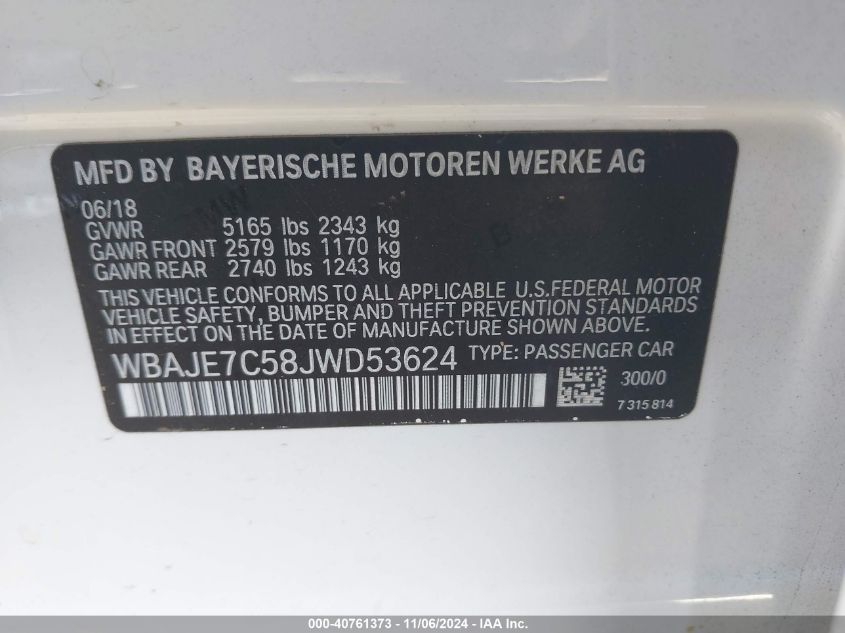 MFD BY BAYERISCHE MOTOREN WERKE AG
06/18
GVWR 5165 lbs 2343 kg
GAWR FRONT 2579 lbs 1170 kg
GAWR REAR 2740 lbs 1243 kg
THIS VEHICLE CONFORMS TO ALL APPLICABLE U.S.FEDERAL MOTOR
VEHICLE SAFETY, BUMPER AND THEFT PREVENTION STANDARDS
IN EFFECT ON THE DATE OF MANUFACTURE SHOWN ABOVE.
WBAJE7C58JWD53624 TYPE: PASSENGER CAR
300/0
7 315 814
000-40761373 - 11/06/2024 - IAA Inc.